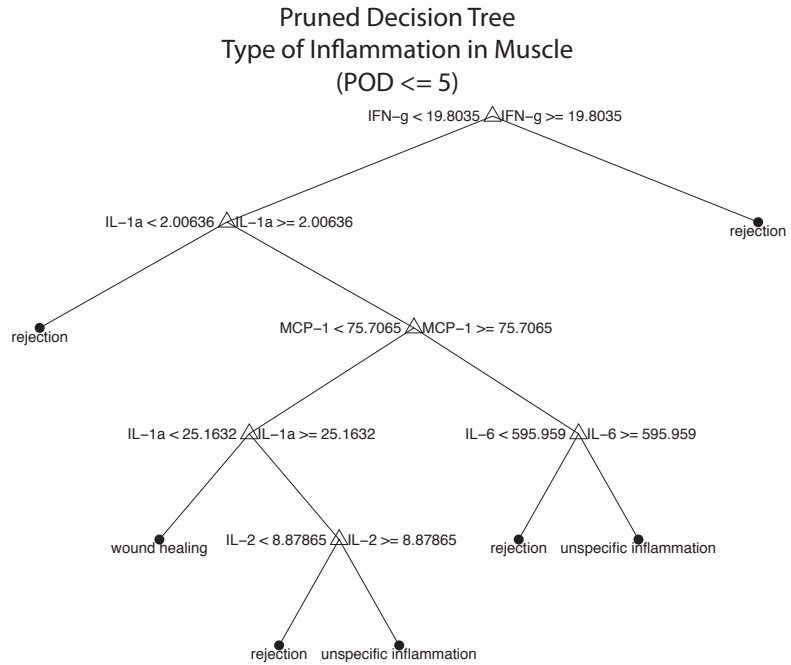 Pruned Decision Tree
Type of Inflammation in Muscle
(POD <= 5)
IFN−g < 19.8035 IFN−g >= 19.8035
IL−1a < 2.00636 IL−1a >= 2.00636
rejection
rejection
MCP−1 < 75.7065 MCP−1 >= 75.7065
IL−1a < 25.1632 IL−1a >= 25.1632
IL−6 < 595.959 IL−6 >= 595.959
wound healing
IL−2 < 8.87865 IL−2 >= 8.87865
rejection
unspecific inflammation
rejection
unspecific inflammation